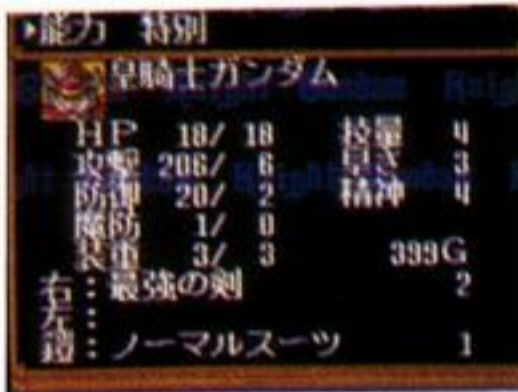 ▶能力 特別
皇騎士ガンダム
HP 18/ 18 技量 4
攻撃 206/ 6 早さ 3
防御 20/ 2 精神 4
魔防 1/ 0
装重 3/ 3 399G
右:最強の剣 2
左:
鎧:ノーマルスーツ 1